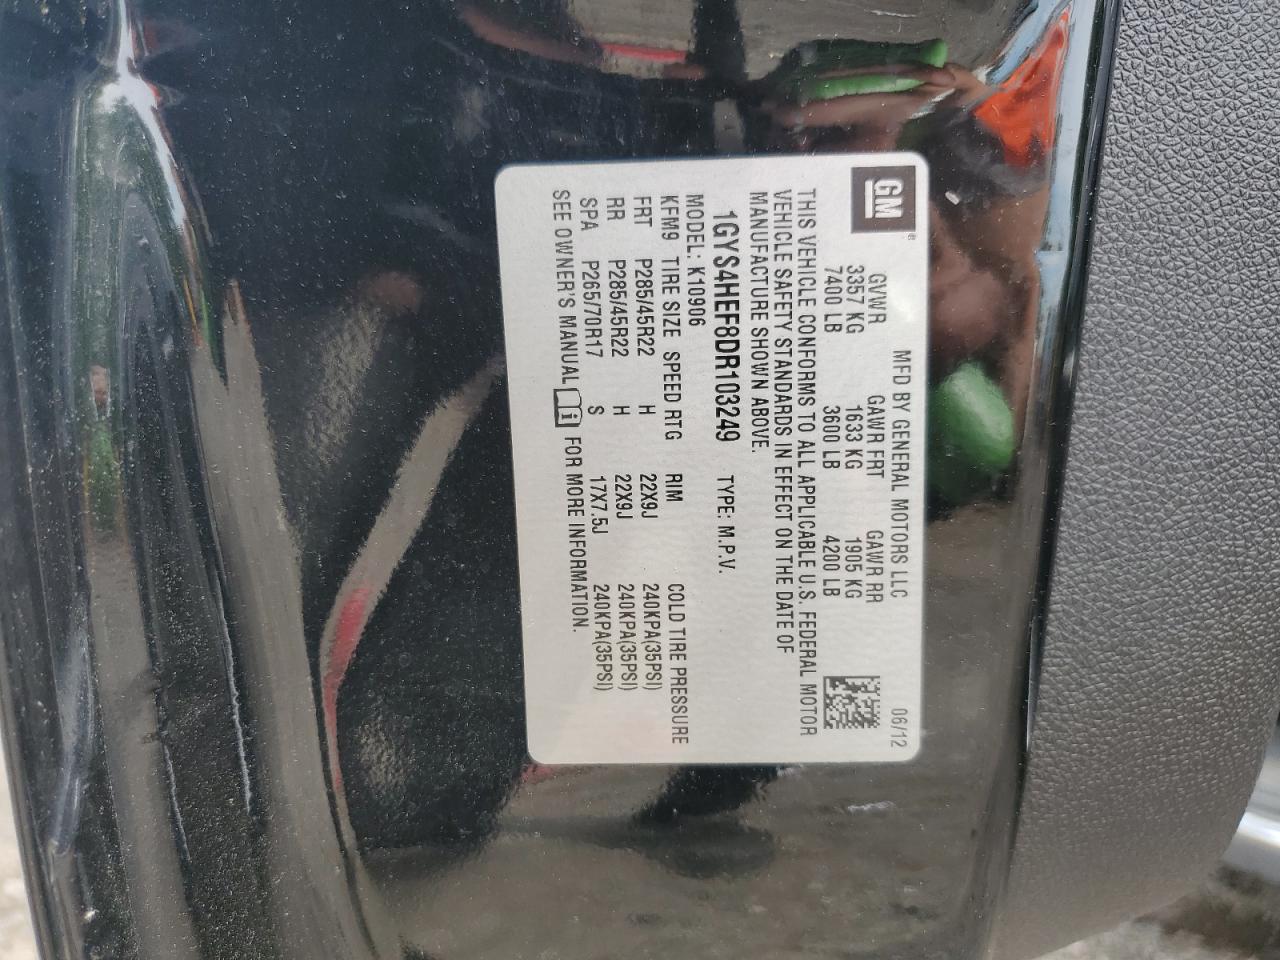 GM
MFD BY GENERAL MOTORS LLC 06/12
GVWR GAWR FRT GAWR RR
3357 KG 1633 KG 1905 KG
7400 LB 3600 LB 4200 LB
THIS VEHICLE CONFORMS TO ALL APPLICABLE U.S. FEDERAL MOTOR
VEHICLE SAFETY STANDARDS IN EFFECT ON THE DATE OF
MANUFACTURE SHOWN ABOVE.
1GYS4HEF8DR103249 TYPE: M.P.V.
MODEL: K10906
KFM9 TIRE SIZE SPEED RTG RIM COLD TIRE PRESSURE
FRT P285/45R22 H 22X9J 240KPA(35PSI)
RR P285/45R22 H 22X9J 240KPA(35PSI)
SPA P265/70R17 S 17X7.5J 240KPA(35PSI)
SEE OWNER'S MANUAL i FOR MORE INFORMATION.